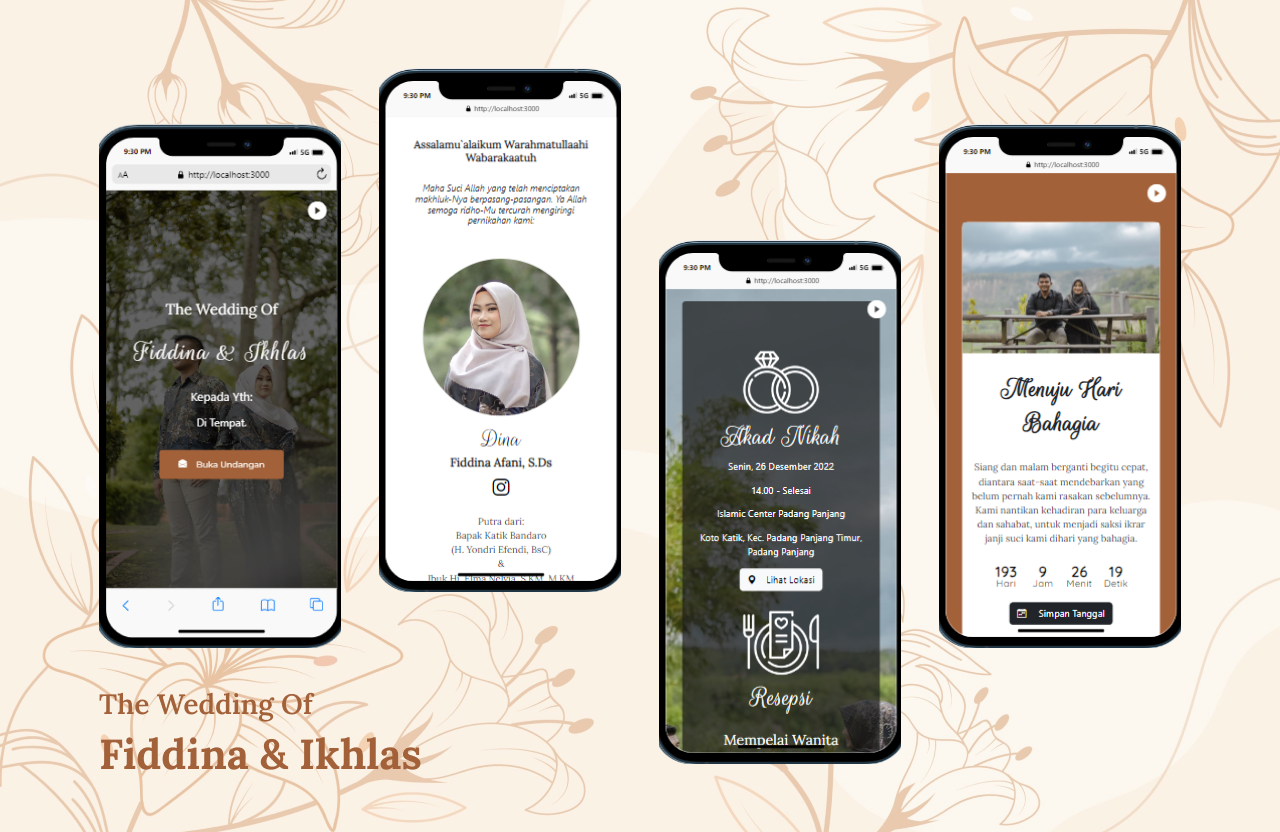 9:30 PM
5G
AA
http://localhost:3000
The Wedding Of
Fiddina & Ikhlas
Kepada Yth:
Di Tempat.
Buka Undangan
9:30 PM
5G
http://localhost:3000
Assalamu`alaikum Warahmatullaahi
Wabarakaatuh
Maha Suci Allah yang telah menciptakan
makhluk-Nya berpasang-pasangan. Ya Allah
semoga ridho-Mu tercurah mengiringi
pernikahan kami:
Dina
Fiddina Afani, S.Ds
Putra dari:
Bapak Katik Bandaro
(H. Yondri Efendi, BsC)
&
Ibuk Hj. Elma Nelvia, S.KM, M.KM
9:30 PM
5G
http://localhost:3000
Akad Nikah
Senin, 26 Desember 2022
14.00 - Selesai
Islamic Center Padang Panjang
Koto Katik, Kec. Padang Panjang Timur,
Padang Panjang
Lihat Lokasi
Resepsi
Mempelai Wanita
9:30 PM
5G
http://localhost:3000
Menuju Hari
Bahagia
Siang dan malam berganti begitu cepat,
diantara saat-saat mendebarkan yang
belum pernah kami rasakan sebelumnya.
Kami nantikan kehadiran para keluarga
dan sahabat, untuk menjadi saksi ikrar
janji suci kami dihari yang bahagia.
193 9 26 19
Hari Jam Menit Detik
Simpan Tanggal
The Wedding Of
Fiddina & Ikhlas